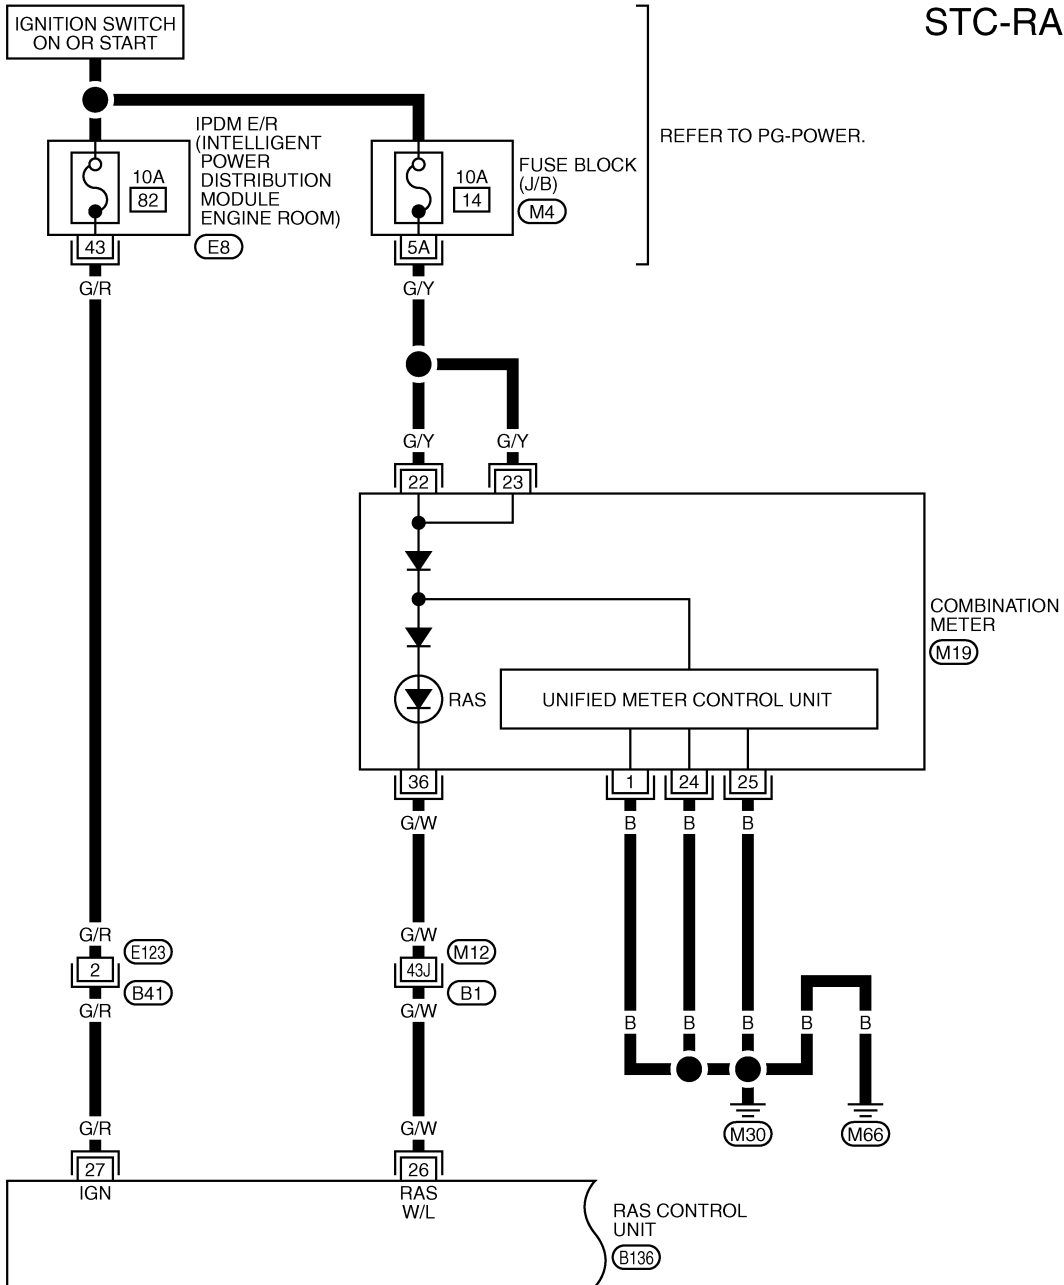 IGNITION SWITCH
ON OR START
STC-RA
IPDM E/R
(INTELLIGENT
POWER
DISTRIBUTION
MODULE
ENGINE ROOM)
E8
10A
82
43
10A
14
5A
FUSE BLOCK
(J/B)
M4
REFER TO PG-POWER.
G/R
G/Y
G/Y
G/Y
22
23
COMBINATION
METER
M19
RAS
UNIFIED METER CONTROL UNIT
36
1
24
25
G/W
B
B
B
G/R
G/W
2
E123
B41
43J
M12
B1
G/R
G/W
B
B
B
B
B
M30
M66
G/R
G/W
27
26
IGN
RAS
W/L
RAS CONTROL
UNIT
B136